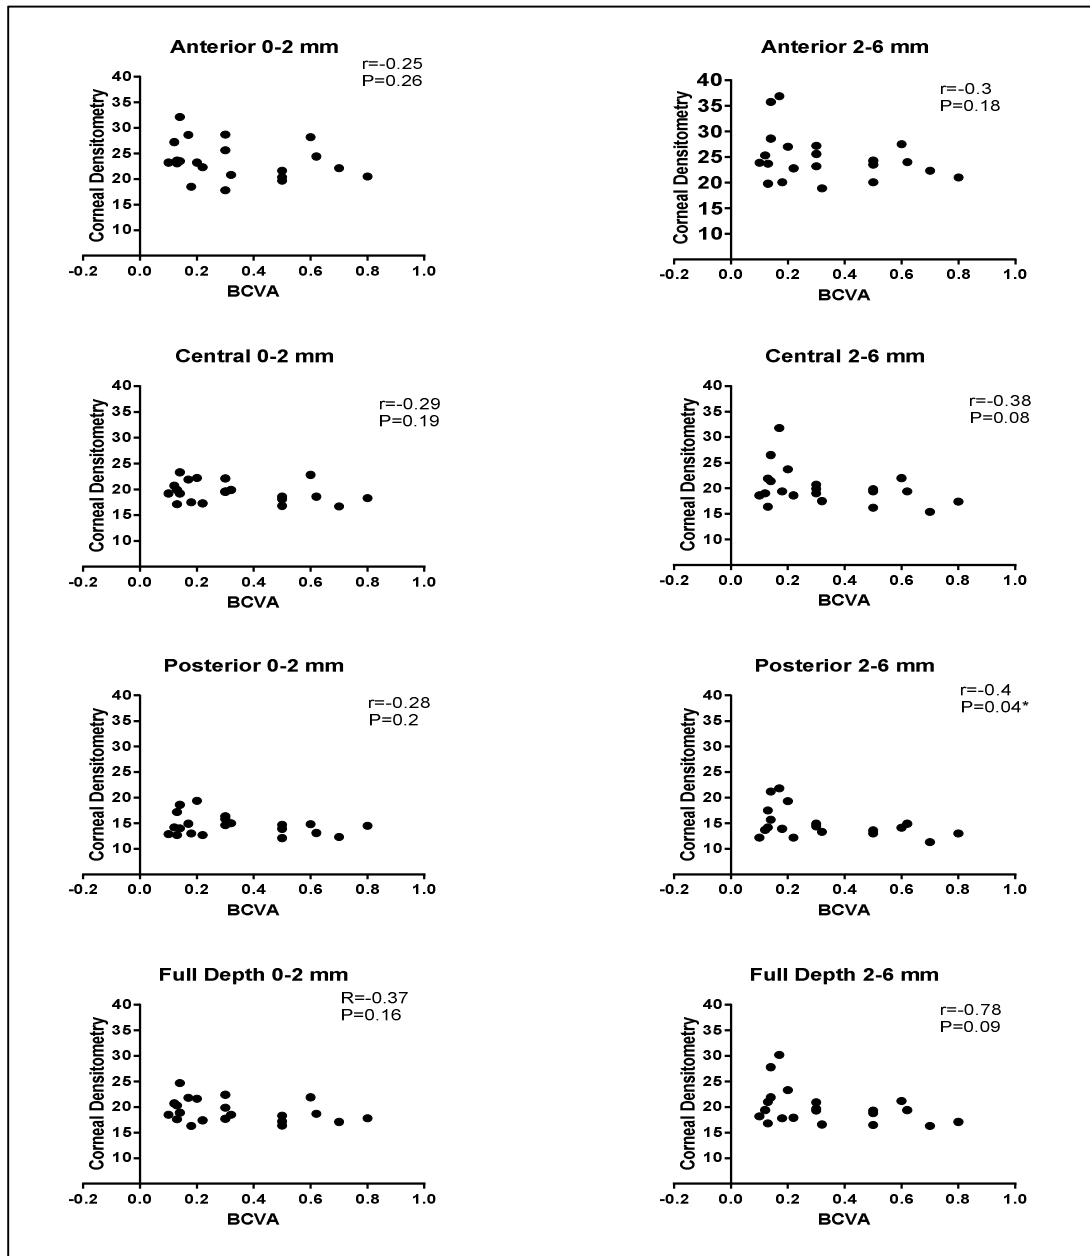 Anterior 0-2 mm
r=-0.25
P=0.26
Corneal Densitometry
40
35
30
25
20
15
10
-0.2 0.0 0.2 0.4 0.6 0.8 1.0
BCVA
Anterior 2-6 mm
r=-0.3
P=0.18
Corneal Densitometry
40
35
30
25
20
15
10
-0.2 0.0 0.2 0.4 0.6 0.8 1.0
BCVA
Central 0-2 mm
r=-0.29
P=0.19
Corneal Densitometry
40
35
30
25
20
15
10
-0.2 0.0 0.2 0.4 0.6 0.8 1.0
BCVA
Central 2-6 mm
r=-0.38
P=0.08
Corneal Densitometry
40
35
30
25
20
15
10
-0.2 0.0 0.2 0.4 0.6 0.8 1.0
BCVA
Posterior 0-2 mm
r=-0.28
P=0.2
Corneal Densitometry
40
35
30
25
20
15
10
-0.2 0.0 0.2 0.4 0.6 0.8 1.0
BCVA
Posterior 2-6 mm
r=-0.4
P=0.04*
Corneal Densitometry
40
35
30
25
20
15
10
-0.2 0.0 0.2 0.4 0.6 0.8 1.0
BCVA
Full Depth 0-2 mm
R=-0.37
P=0.16
Corneal Densitometry
40
35
30
25
20
15
10
-0.2 0.0 0.2 0.4 0.6 0.8 1.0
BCVA
Full Depth 2-6 mm
r=-0.78
P=0.09
Corneal Densitometry
40
35
30
25
20
15
10
-0.2 0.0 0.2 0.4 0.6 0.8 1.0
BCVA